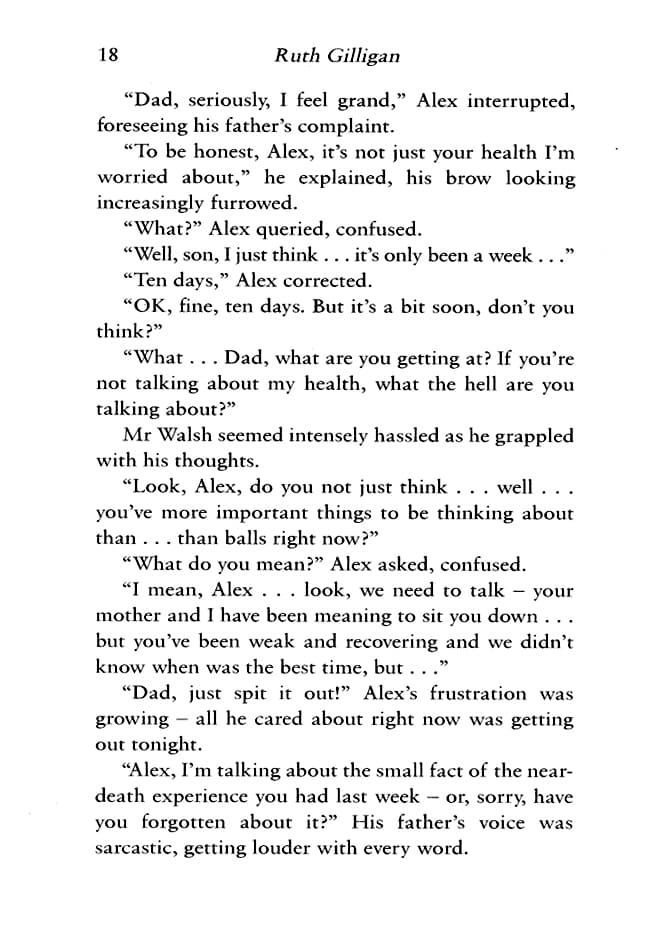 18 Ruth Gilligan
“Dad, seriously, I feel grand,” Alex interrupted,
foreseeing his father’s complaint.
“To be honest, Alex, it’s not just your health I’m
worried about,” he explained, his brow looking
increasingly furrowed.
“What?” Alex queried, confused.
“Well, son, I just think . . . it’s only been a week . . .”
“Ten days,” Alex corrected.
“OK, fine, ten days. But it’s a bit soon, don’t you
think?”
“What . . . Dad, what are you getting at? If you’re
not talking about my health, what the hell are you
talking about?”
Mr Walsh seemed intensely hassled as he grappled
with his thoughts.
“Look, Alex, do you not just think . . . well . . .
you’ve more important things to be thinking about
than . . . than balls right now?”
“What do you mean?” Alex asked, confused.
“I mean, Alex . . . look, we need to talk – your
mother and I have been meaning to sit you down . . .
but you’ve been weak and recovering and we didn’t
know when was the best time, but . . .”
“Dad, just spit it out!” Alex’s frustration was
growing – all he cared about right now was getting
out tonight.
“Alex, I’m talking about the small fact of the near-
death experience you had last week – or, sorry, have
you forgotten about it?” His father’s voice was
sarcastic, getting louder with every word.